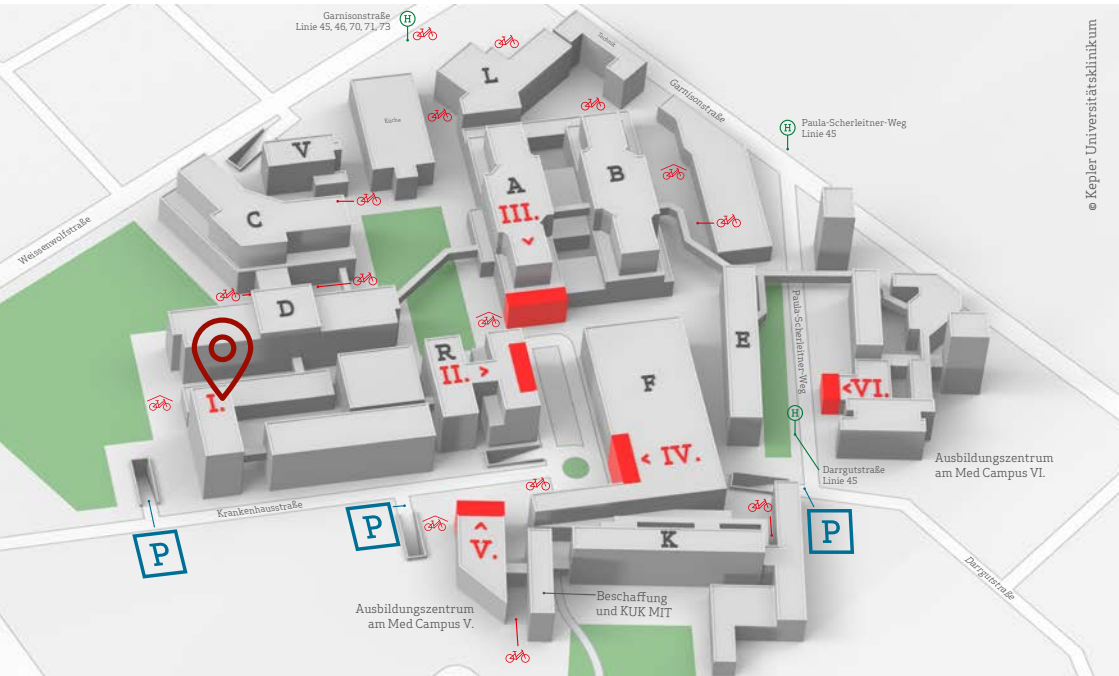 Garnisonstraße
Linie 45, 46, 70, 71, 73
H
Technik
L
Garnisonstraße
© Kepler Universitätsklinikum
Küche
H
Paula-Scherleitner-Weg
Linie 45
V
A
III.
B
C
Weissenwolfstraße
D
E
Paula-Scherleitner-Weg
R
II. >
F
I.
<VI.
H
< IV.
Ausbildungszentrum
am Med Campus VI.
Darrgutstraße
Linie 45
Krankenhausstraße
P
P
P
^
V.
K
Darrgutstraße
Beschaffung
und KUK MIT
Ausbildungszentrum
am Med Campus V.